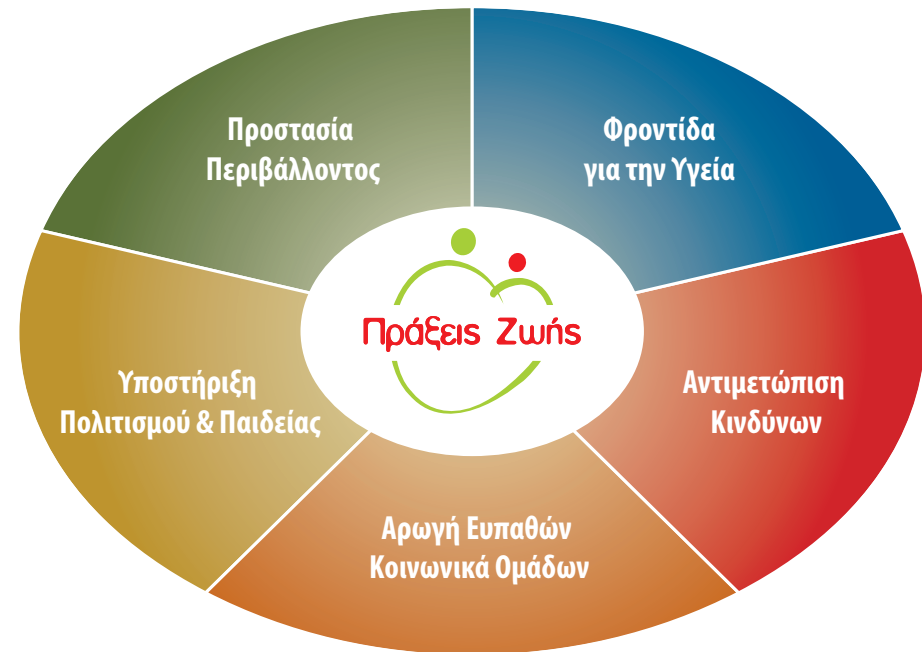 Προστασία
Περιβάλλοντος
Φροντίδα
για την Υγεία
Πράξεις Ζωής
Υποστήριξη
Πολιτισμού & Παιδείας
Αντιμετώπιση
Κινδύνων
Αρωγή Ευπαθών
Κοινωνικά Ομάδων